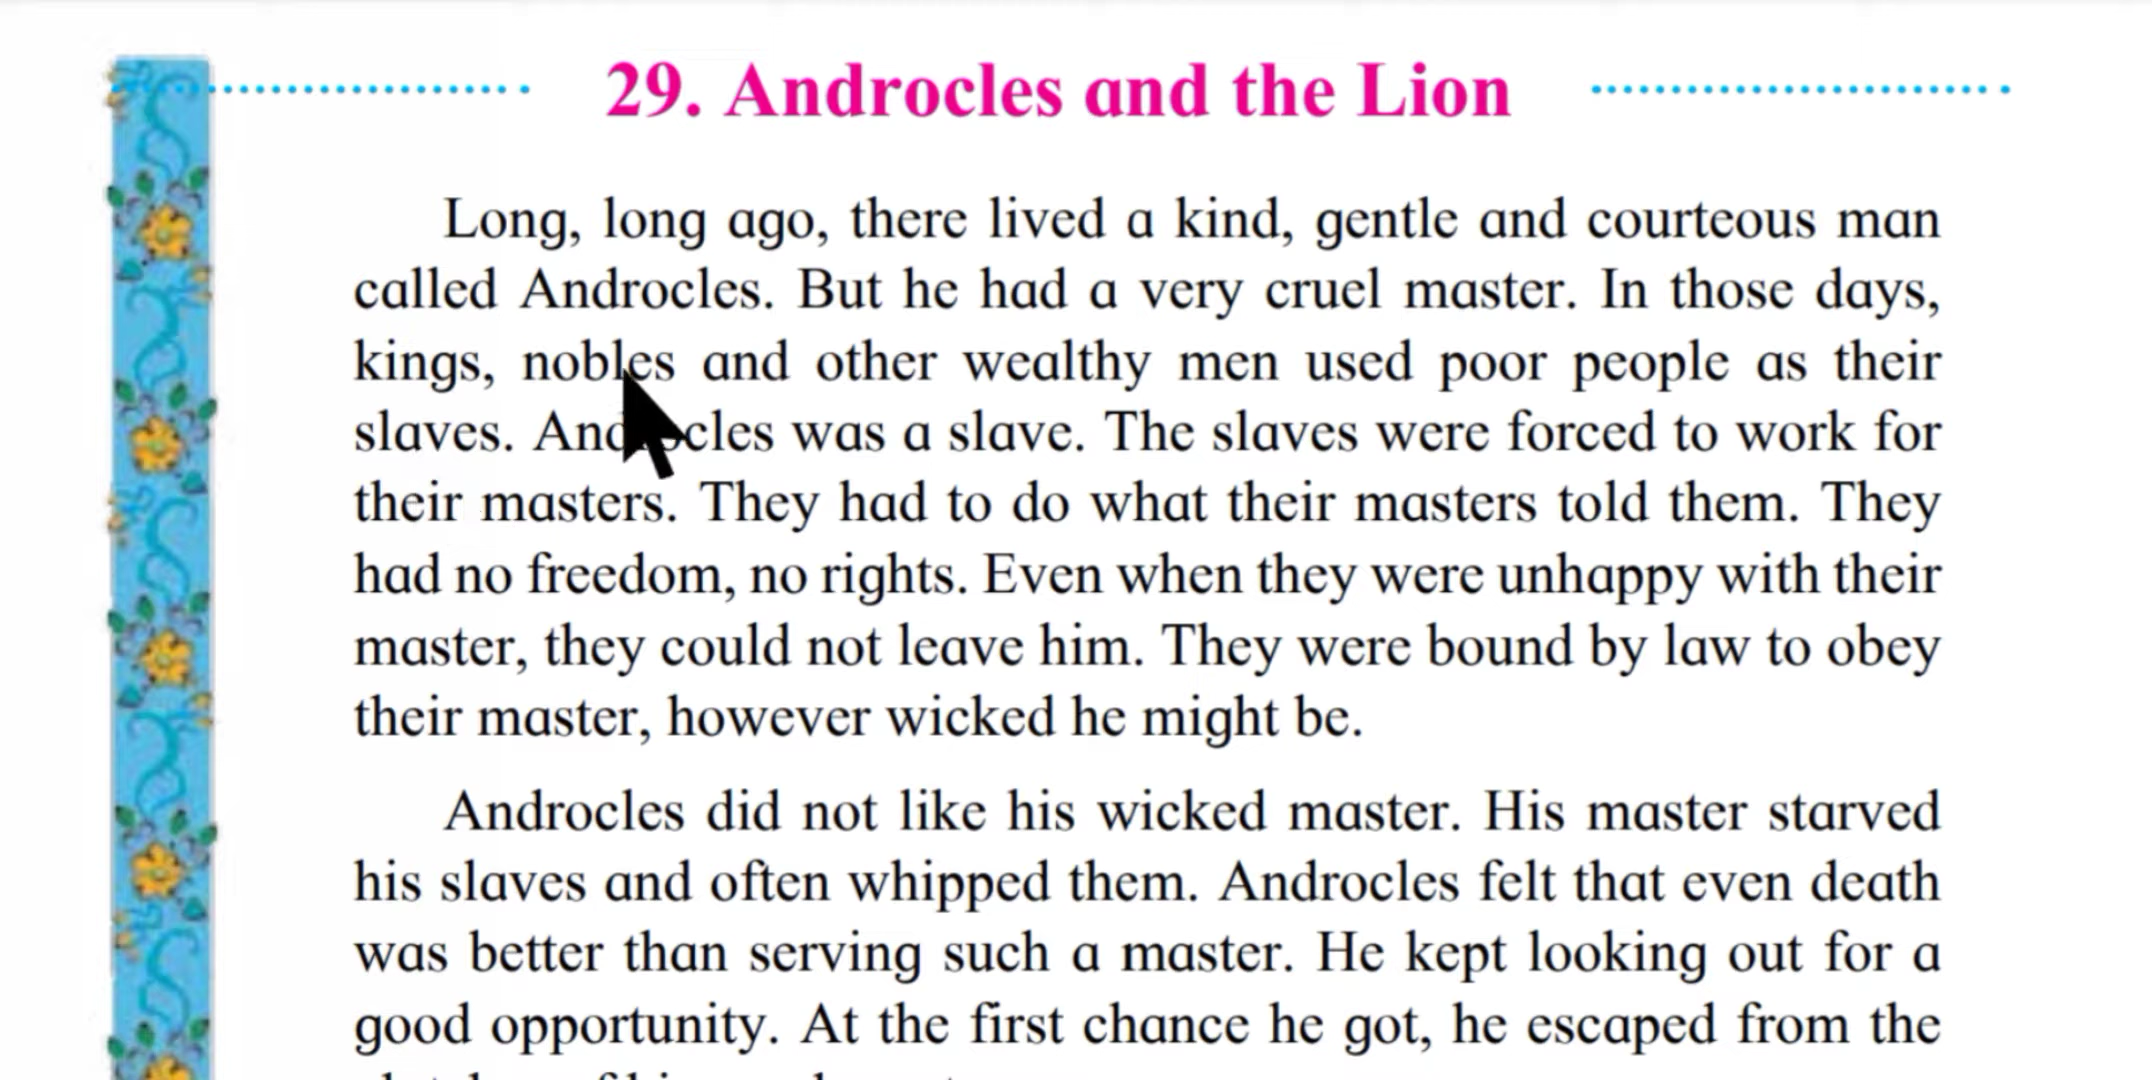 29. Androcles and the Lion
Long, long ago, there lived a kind, gentle and courteous man
called Androcles. But he had a very cruel master. In those days,
kings, nobles and other wealthy men used poor people as their
slaves. Androcles was a slave. The slaves were forced to work for
their masters. They had to do what their masters told them. They
had no freedom, no rights. Even when they were unhappy with their
master, they could not leave him. They were bound by law to obey
their master, however wicked he might be.
Androcles did not like his wicked master. His master starved
his slaves and often whipped them. Androcles felt that even death
was better than serving such a master. He kept looking out for a
good opportunity. At the first chance he got, he escaped from the